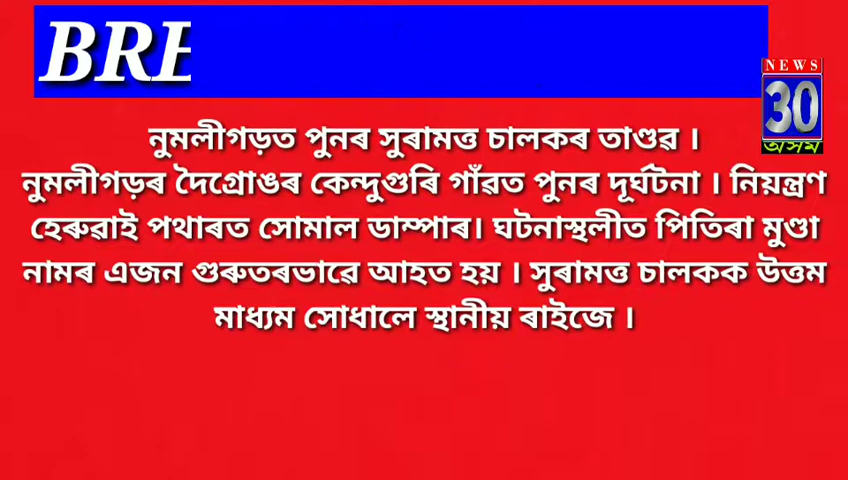 BRE
NEWS
30
অসম
নুমলীগড়ত পুনৰ সুৰামত্ত চালকৰ তাণ্ডৱ ।
নুমলীগড়ৰ দৈগ্ৰোঙৰ কেন্দুগুৰি গাঁৱত পুনৰ দূৰ্ঘটনা । নিয়ন্ত্ৰণ
হেৰুৱাই পথাৰত সোমাল ডাম্পাৰ। ঘটনাস্থলীত পিতিৰা মুণ্ডা
নামৰ এজন গুৰুতৰভাৱে আহত হয় । সুৰামত্ত চালকক উত্তম
মাধ্যম সোধালে স্থানীয় ৰাইজে ।